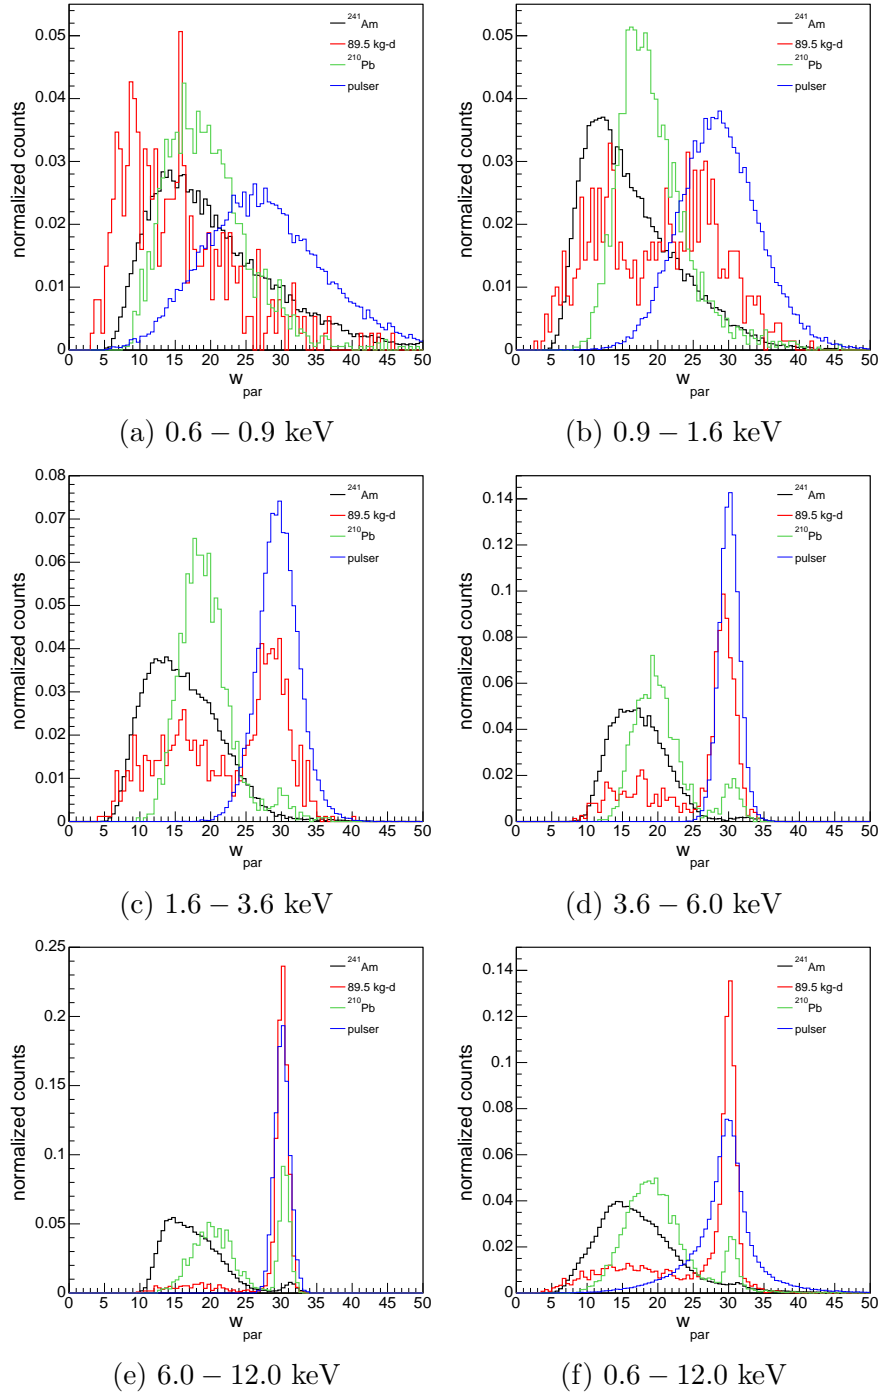 normalized counts
0.05
0.04
0.03
0.02
0.01
0
0 5 10 15 20 25 30 35 40 45 50
w
par
241Am
89.5 kg-d
210Pb
pulser
(a) 0.6 – 0.9 keV
normalized counts
0.05
0.04
0.03
0.02
0.01
0
0 5 10 15 20 25 30 35 40 45 50
w
par
241Am
89.5 kg-d
210Pb
pulser
(b) 0.9 – 1.6 keV
normalized counts
0.08
0.07
0.06
0.05
0.04
0.03
0.02
0.01
0
0 5 10 15 20 25 30 35 40 45 50
w
par
241Am
89.5 kg-d
210Pb
pulser
(c) 1.6 – 3.6 keV
normalized counts
0.14
0.12
0.1
0.08
0.06
0.04
0.02
0
0 5 10 15 20 25 30 35 40 45 50
w
par
241Am
89.5 kg-d
210Pb
pulser
(d) 3.6 – 6.0 keV
normalized counts
0.25
0.2
0.15
0.1
0.05
0
0 5 10 15 20 25 30 35 40 45 50
w
par
241Am
89.5 kg-d
210Pb
pulser
(e) 6.0 – 12.0 keV
normalized counts
0.14
0.12
0.1
0.08
0.06
0.04
0.02
0
0 5 10 15 20 25 30 35 40 45 50
w
par
241Am
89.5 kg-d
210Pb
pulser
(f) 0.6 – 12.0 keV